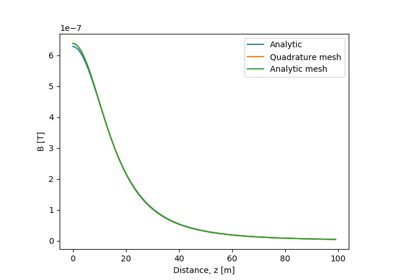 1e−7
Analytic
Quadrature mesh
Analytic mesh
6
5
4
3
2
1
0
B [T]
0 20 40 60 80 100
Distance, z [m]